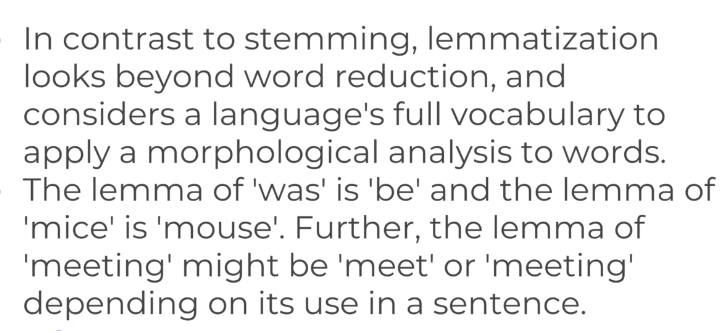 In contrast to stemming, lemmatization
looks beyond word reduction, and
considers a language's full vocabulary to
apply a morphological analysis to words.
The lemma of 'was' is 'be' and the lemma of
'mice' is 'mouse'. Further, the lemma of
'meeting' might be 'meet' or 'meeting'
depending on its use in a sentence.